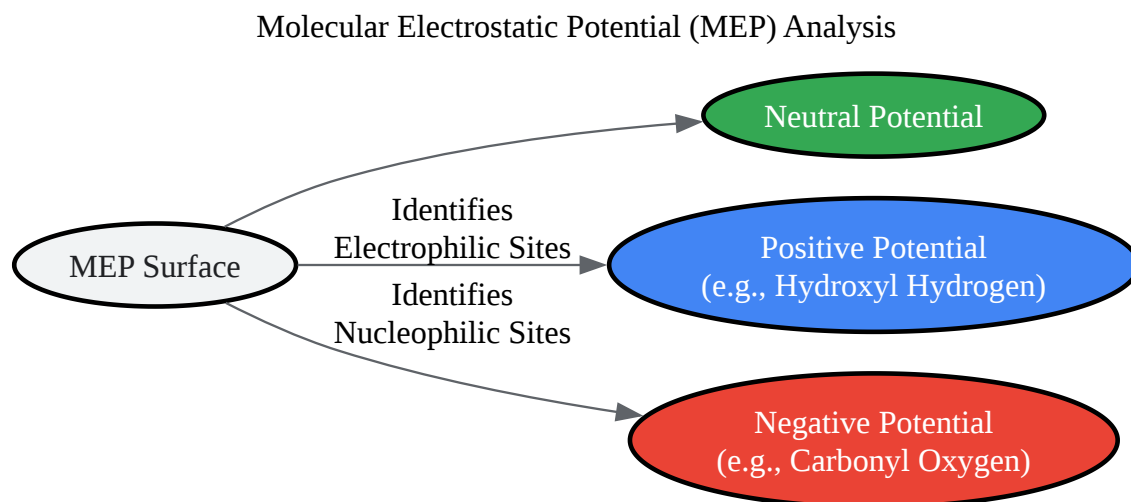 Molecular Electrostatic Potential (MEP) Analysis
Neutral Potential
Identifies
Electrophilic Sites
MEP Surface
Positive Potential
(e.g., Hydroxyl Hydrogen)
Identifies
Nucleophilic Sites
Negative Potential
(e.g., Carbonyl Oxygen)